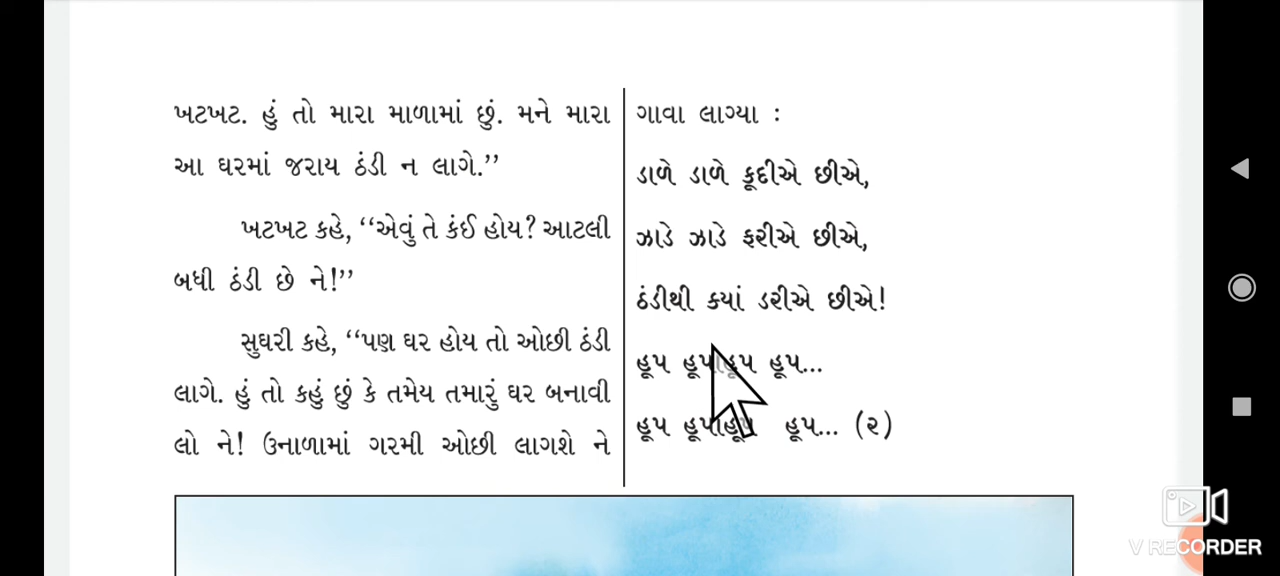 ખટખટ. હું તો મારા માળામાં છું. મને મારા
આ ઘરમાં જરાય ઠંડી ન લાગે.’’
ખટખટ કહે, ‘‘એવું તે કંઈ હોય? આટલી
બધી ઠંડી છે ને!’’
સુઘરી કહે, ‘‘પણ ઘર હોય તો ઓછી ઠંડી
લાગે. હું તો કહું છું કે તમેય તમારું ઘર બનાવી
લો ને! ઉનાળામાં ગરમી ઓછી લાગશે ને
ગાવા લાગ્યા :
ડાળે ડાળે કૂદીએ છીએ,
ઝાડે ઝાડે ફરીએ છીએ,
ઠંડીથી ક્યાં ડરીએ છીએ!
હૂપ હૂપ હૂપ હૂપ...
હૂપ હૂપ હૂપ હૂપ... (૨)
V RECORDER